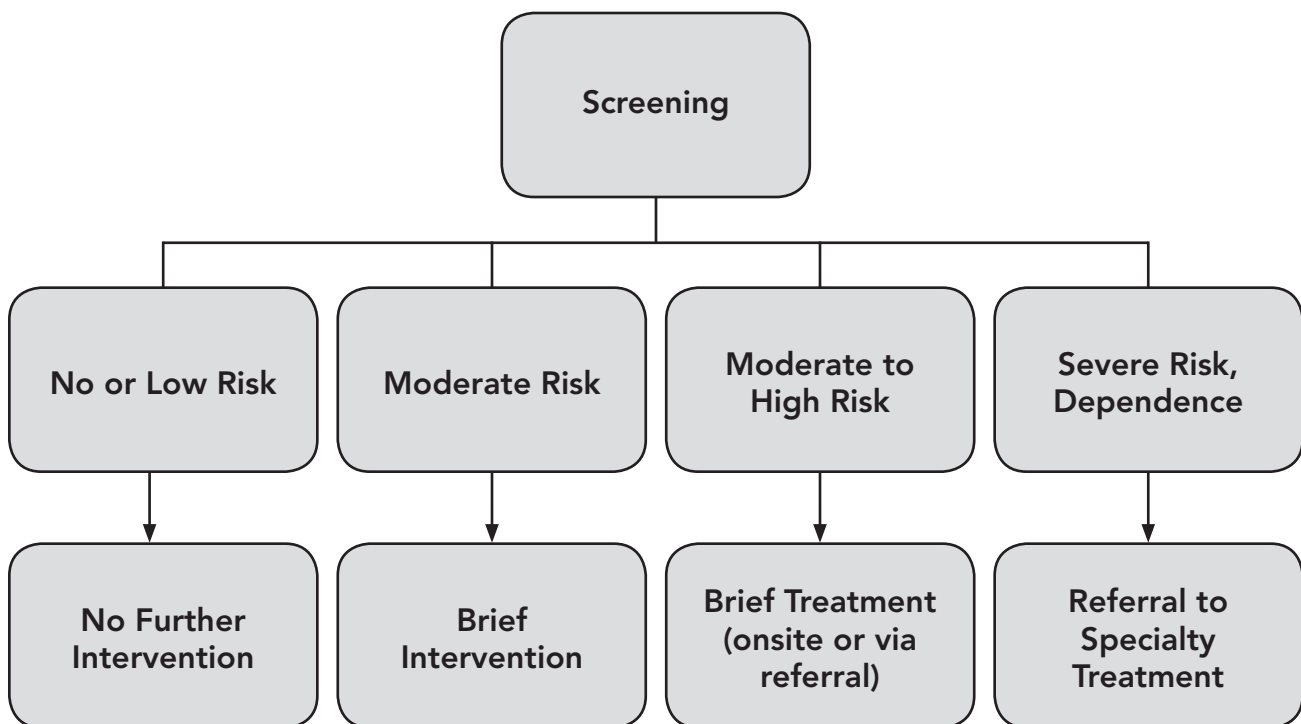 Screening
No or Low Risk
Moderate Risk
Moderate to
High Risk
Severe Risk,
Dependence
No Further
Intervention
Brief
Intervention
Brief Treatment
(onsite or via
referral)
Referral to
Specialty
Treatment